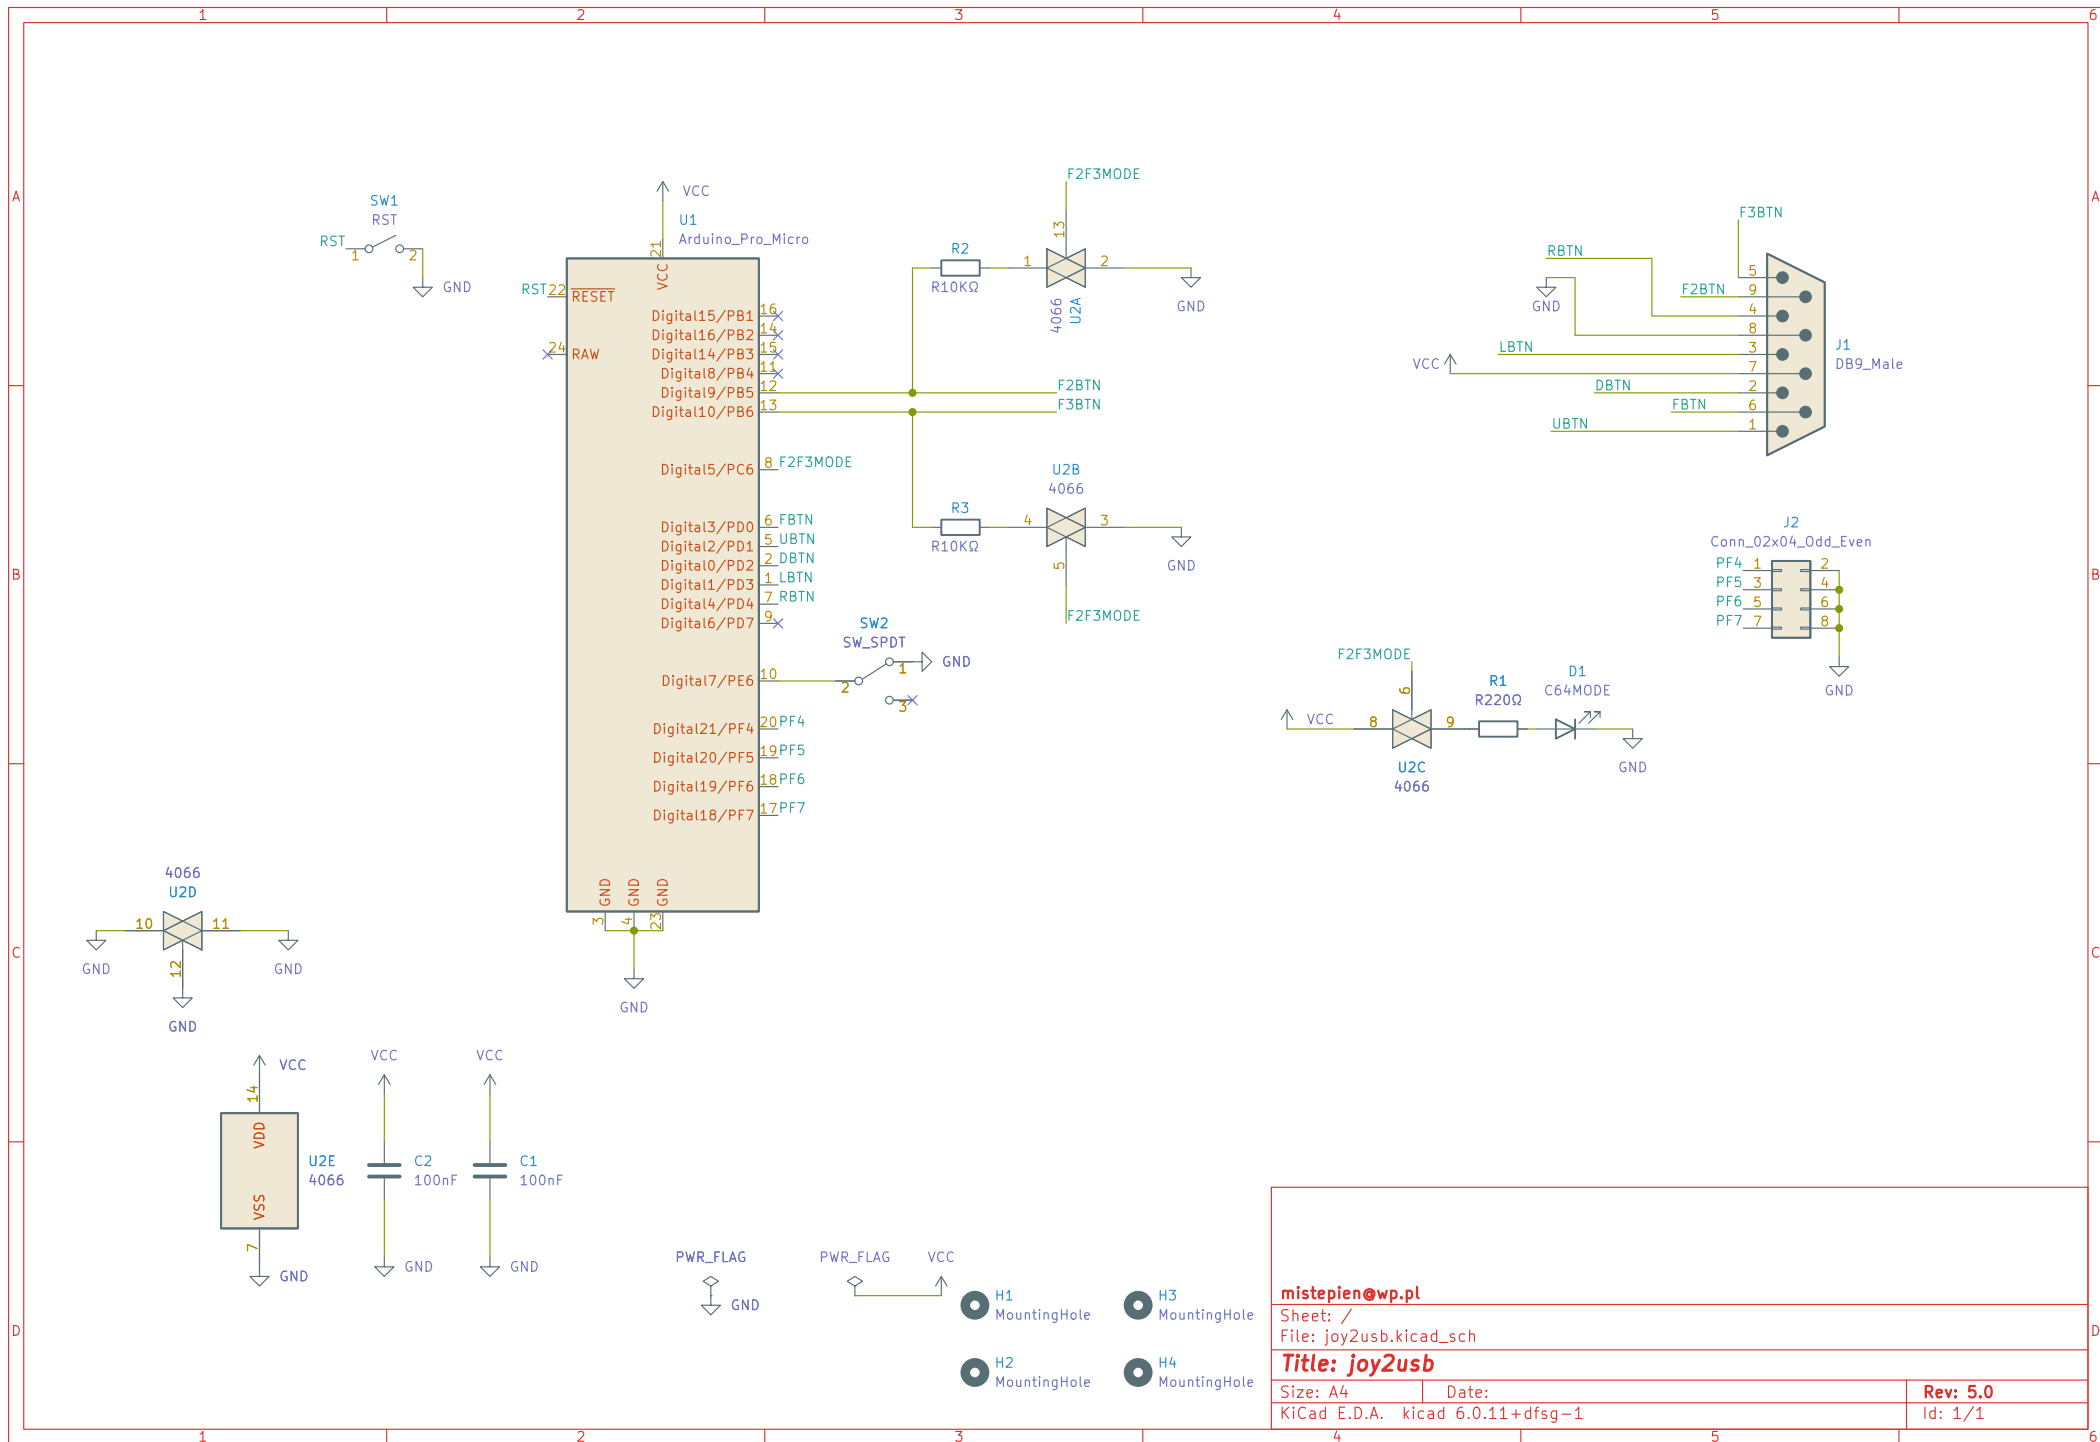 1 2 3 4 5 6
A A
F2F3MODE
SW1
RST
RST
1 2
GND
VCC
U1
Arduino_Pro_Micro
21
VCC
RST 22 RESET
24 RAW
Digital15/PB1 16
Digital16/PB2 14
Digital14/PB3 15
Digital8/PB4 11
Digital9/PB5 12
Digital10/PB6 13
Digital5/PC6 8 F2F3MODE
Digital3/PD0 6 FBTN
Digital2/PD1 5 UBTN
Digital0/PD2 2 DBTN
Digital1/PD3 1 LBTN
Digital4/PD4 7 RBTN
Digital6/PD7 9
Digital7/PE6 10
Digital21/PF4 20 PF4
Digital20/PF5 19 PF5
Digital19/PF6 18 PF6
Digital18/PF7 17 PF7
GND GND GND
3 4 23
GND
13
R2
R10KΩ
1 2
4066
U2A
GND
F2BTN
F3BTN
U2B
4066
R3
R10KΩ
4 3
5
GND
F2F3MODE
SW2
SW_SPDT
1 GND
2
3
F3BTN
RBTN
5
F2BTN 9
GND
4
8
LBTN 3
VCC
7
DBTN 2
FBTN 6
UBTN 1
J1
DB9_Male
B B
J2
Conn_02x04_Odd_Even
PF4 1 2
PF5 3 4
PF6 5 6
PF7 7 8
GND
F2F3MODE
6
VCC
8 9
U2C
4066
R1
R220Ω
D1
C64MODE
GND
4066
U2D
10 11
12
GND
GND
GND
C C
VCC
14
VDD
VSS
7
GND
U2E
4066
VCC
C2
100nF
GND
VCC
C1
100nF
GND
PWR_FLAG
GND
PWR_FLAG VCC
H1
MountingHole
H3
MountingHole
H2
MountingHole
H4
MountingHole
D D
mistepien@wp.pl
Sheet: /
File: joy2usb.kicad_sch
Title: joy2usb
Size: A4 Date: Rev: 5.0
KiCad E.D.A. kicad 6.0.11+dfsg-1 Id: 1/1
1 2 3 4 5 6